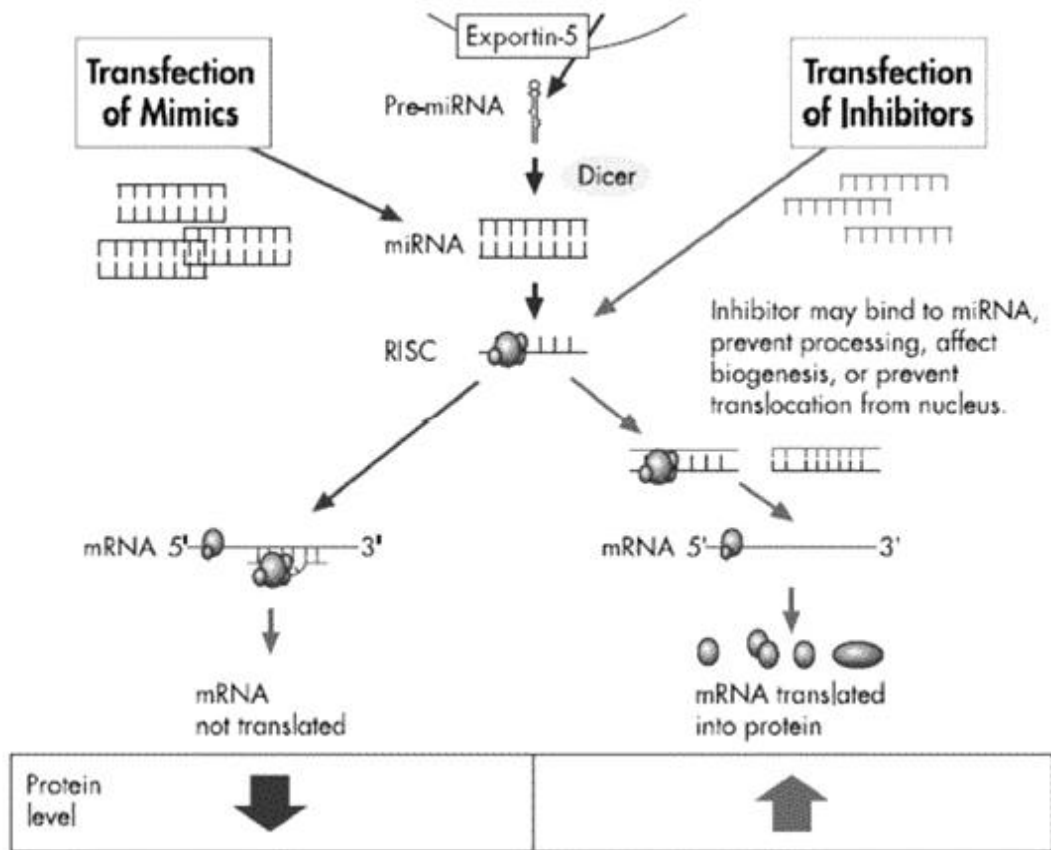 Exportin-5
Transfection
of Mimics
Pre-miRNA
Transfection
of Inhibitors
Dicer
miRNA
RISC
Inhibitor may bind to miRNA,
prevent processing, affect
biogenesis, or prevent
translocation from nucleus.
mRNA 5' 3'
mRNA 5' 3'
mRNA
not translated
mRNA translated
into protein
Protein
level